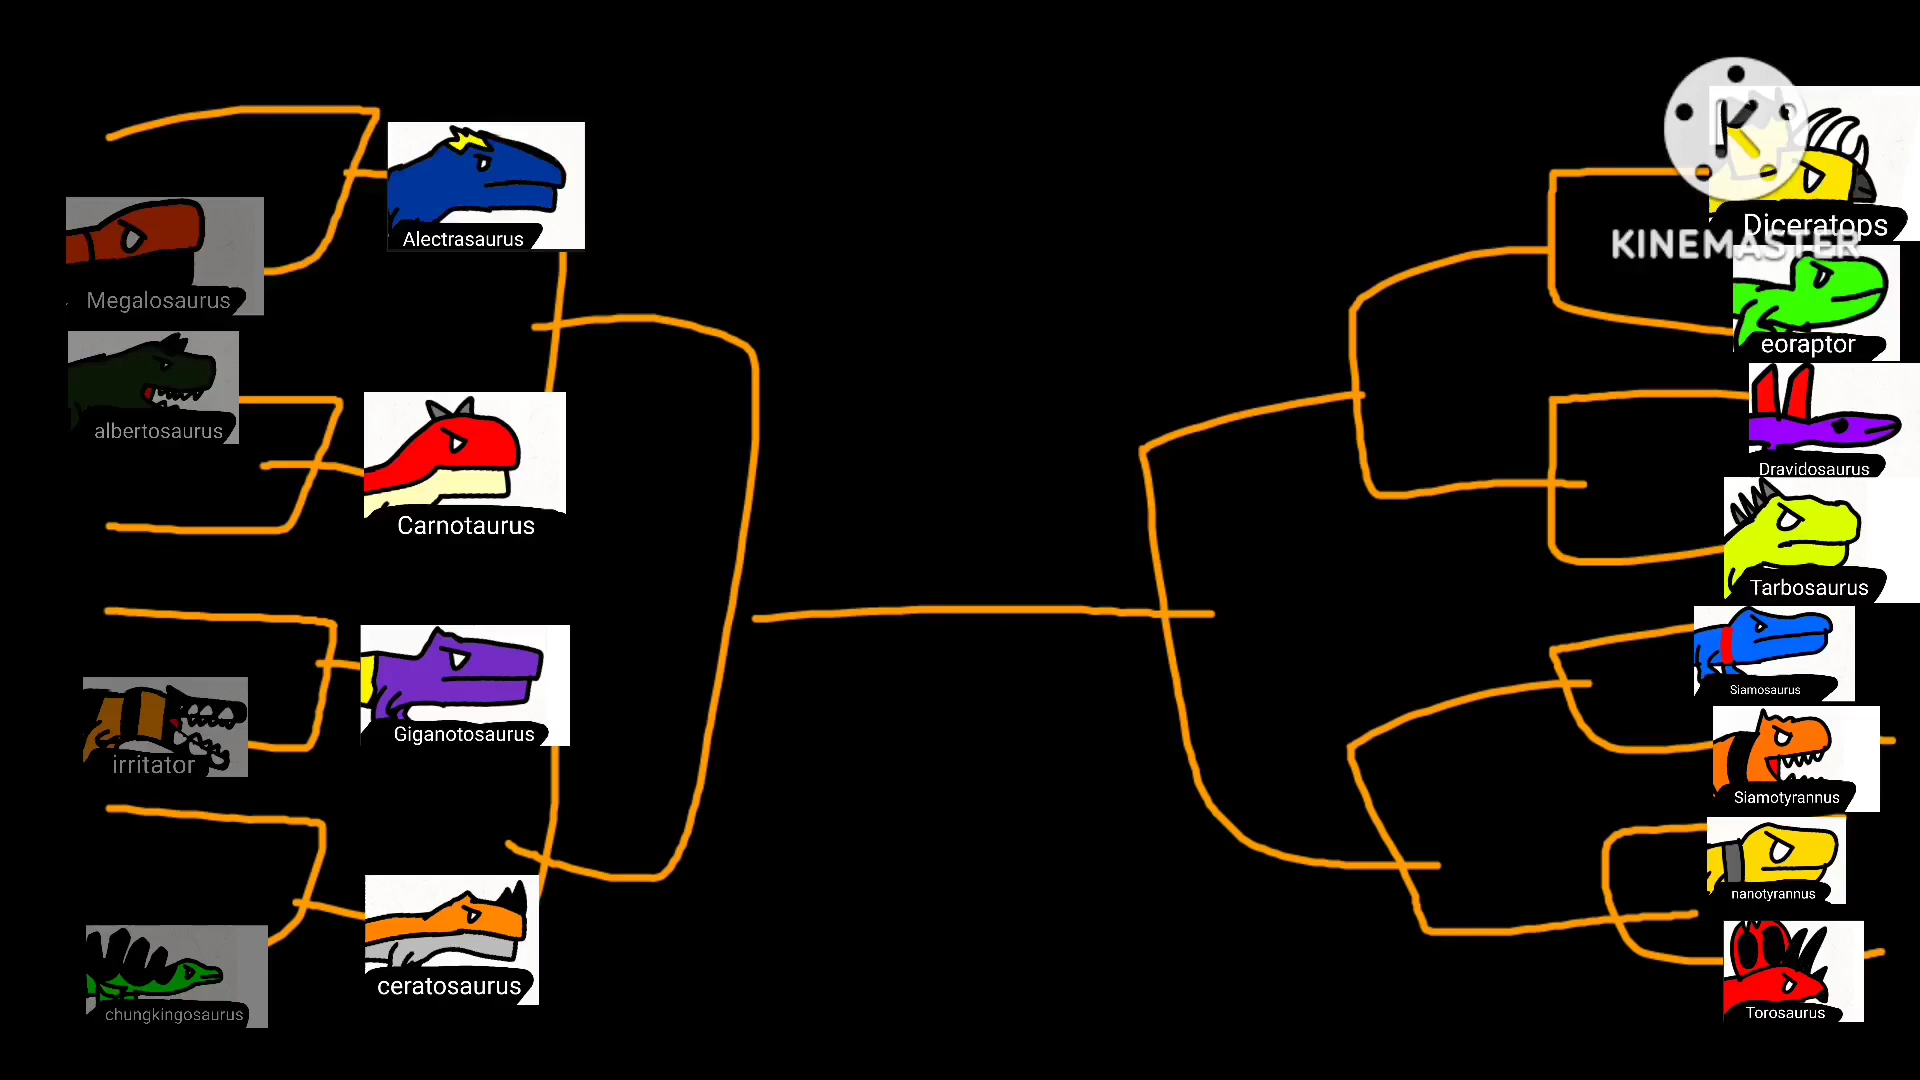 Alectrasaurus
Megalosaurus
albertosaurus
Carnotaurus
Giganotosaurus
irritator
ceratosaurus
chungkingosaurus
K
Diceratops
KINEMASTER
eoraptor
Dravidosaurus
Tarbosaurus
Siamosaurus
Siamotyrannus
nanotyrannus
Torosaurus